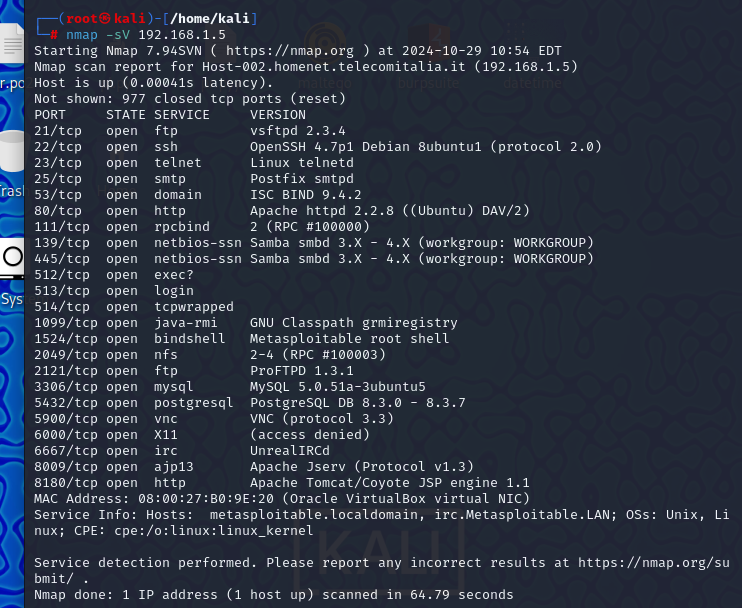 (root㉿kali)-[/home/kali]
# nmap -sV 192.168.1.5
Starting Nmap 7.94SVN ( https://nmap.org ) at 2024-10-29 10:54 EDT
Nmap scan report for Host-002.homenet.telecomitalia.it (192.168.1.5)
Host is up (0.00041s latency).
Not shown: 977 closed tcp ports (reset)
PORT     STATE SERVICE     VERSION
21/tcp   open  ftp         vsftpd 2.3.4
22/tcp   open  ssh         OpenSSH 4.7p1 Debian 8ubuntu1 (protocol 2.0)
23/tcp   open  telnet      Linux telnetd
25/tcp   open  smtp        Postfix smtpd
53/tcp   open  domain      ISC BIND 9.4.2
80/tcp   open  http        Apache httpd 2.2.8 ((Ubuntu) DAV/2)
111/tcp  open  rpcbind     2 (RPC #100000)
139/tcp  open  netbios-ssn Samba smbd 3.X - 4.X (workgroup: WORKGROUP)
445/tcp  open  netbios-ssn Samba smbd 3.X - 4.X (workgroup: WORKGROUP)
512/tcp  open  exec?
513/tcp  open  login
514/tcp  open  tcpwrapped
1099/tcp open  java-rmi    GNU Classpath grmiregistry
1524/tcp open  bindshell   Metasploitable root shell
2049/tcp open  nfs         2-4 (RPC #100003)
2121/tcp open  ftp         ProFTPD 1.3.1
3306/tcp open  mysql       MySQL 5.0.51a-3ubuntu5
5432/tcp open  postgresql  PostgreSQL DB 8.3.0 - 8.3.7
5900/tcp open  vnc         VNC (protocol 3.3)
6000/tcp open  X11         (access denied)
6667/tcp open  irc         UnrealIRCd
8009/tcp open  ajp13       Apache Jserv (Protocol v1.3)
8180/tcp open  http        Apache Tomcat/Coyote JSP engine 1.1
MAC Address: 08:00:27:B0:9E:20 (Oracle VirtualBox virtual NIC)
Service Info: Hosts:  metasploitable.localdomain, irc.Metasploitable.LAN; OSs: Unix, Li
nux; CPE: cpe:/o:linux:linux_kernel
Service detection performed. Please report any incorrect results at https://nmap.org/su
bmit/ .
Nmap done: 1 IP address (1 host up) scanned in 64.79 seconds
r.po
Tras
Sys
maltego
burpsuite
datetime
KALI